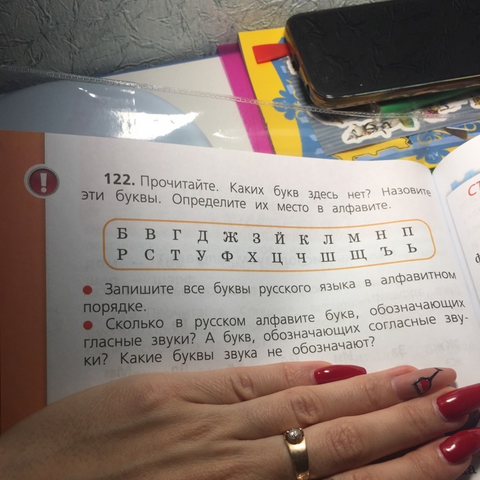 122. Прочитайте. Каких букв здесь нет? Назовите
эти буквы. Определите их место в алфавите.
Б В Г Д Ж З Й К Л М Н П
Р С Т У Ф Х Ц Ч Ш Щ Ъ Ь
● Запишите все буквы русского языка в алфавитном
порядке.
● Сколько в русском алфавите букв, обозначающих
гласные звуки? А букв, обозначающих согласные зву-
ки? Какие буквы звука не обозначают?